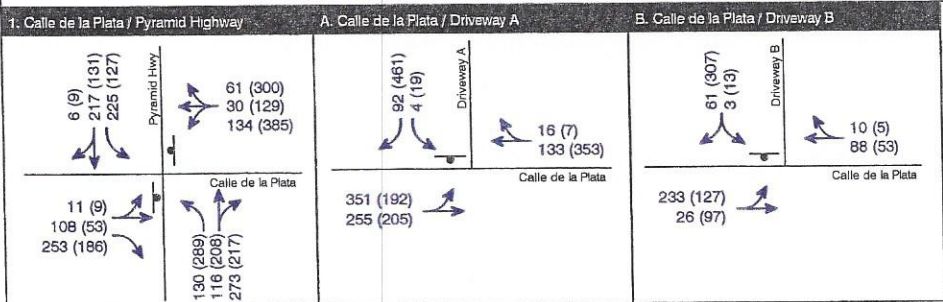 1. Calle de la Plata / Pyramid Highway
6 (9)
217 (131)
225 (127)
Pyramid Hwy
61 (300)
30 (129)
134 (385)
Calle de la Plata
11 (9)
108 (53)
253 (186)
130 (289)
116 (208)
273 (217)
A. Calle de la Plata / Driveway A
92 (461)
4 (19)
Driveway A
16 (7)
133 (353)
Calle de la Plata
351 (192)
255 (205)
B. Calle de la Plata / Driveway B
61 (307)
3 (13)
Driveway B
10 (5)
88 (53)
Calle de la Plata
233 (127)
26 (97)